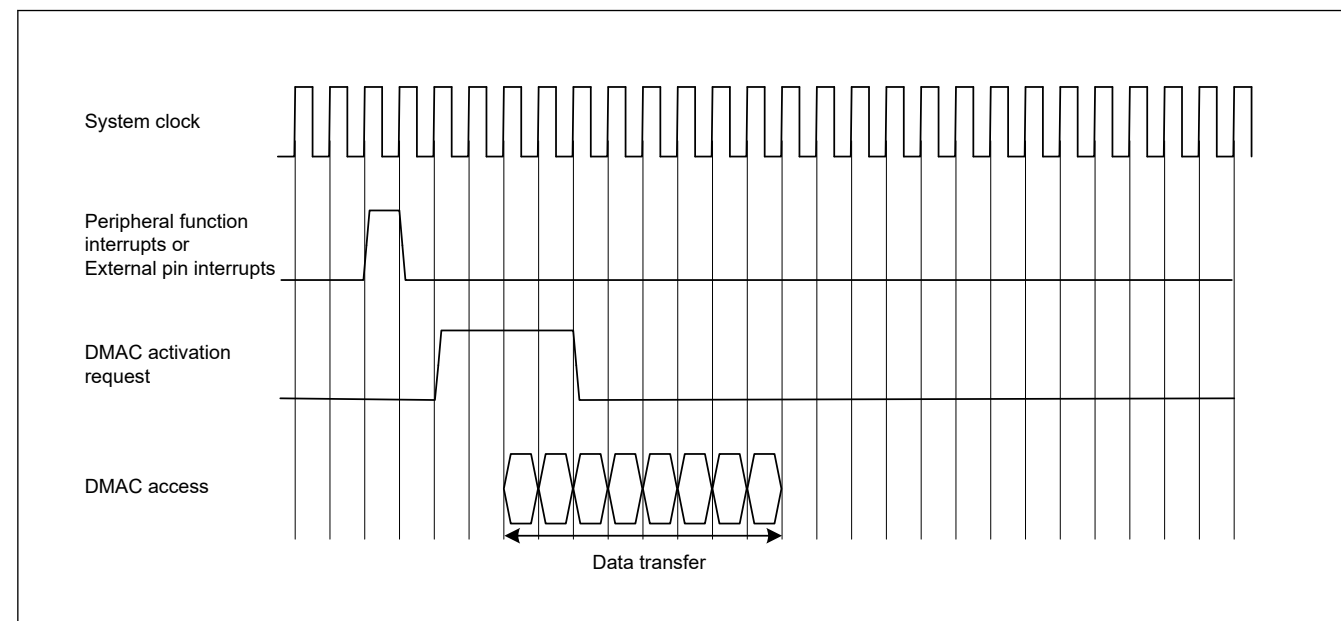 System clock
Peripheral function
interrupts or
External pin interrupts
DMAC activation
request
DMAC access
Data transfer